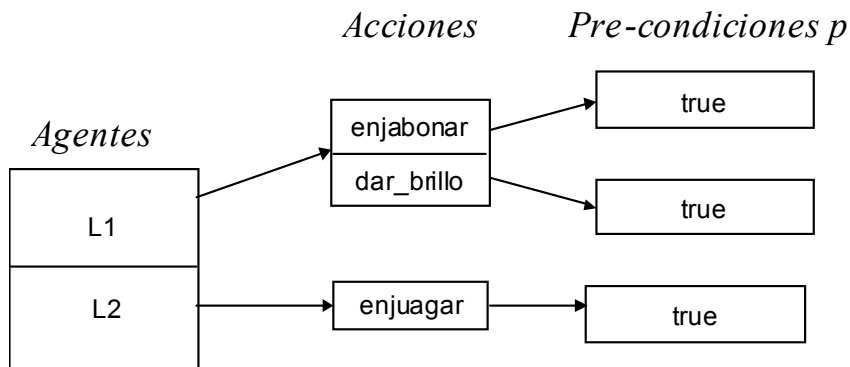 Acciones
Pre-condiciones p
Agentes
enjabonar
true
dar_brillo
true
L1
L2
enjuagar
true